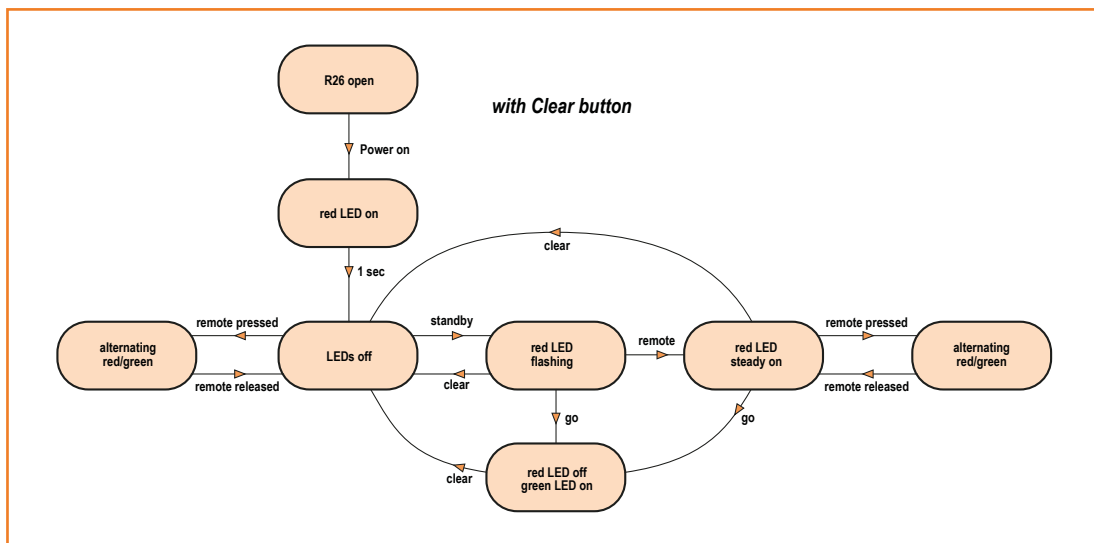 R26 open
with Clear button
Power on
red LED on
clear
1 sec
remote pressed
standby
remote pressed
alternating
red/green
LEDs off
red LED
flashing
remote
red LED
steady on
alternating
red/green
remote released
clear
remote released
go
go
clear
red LED off
green LED on